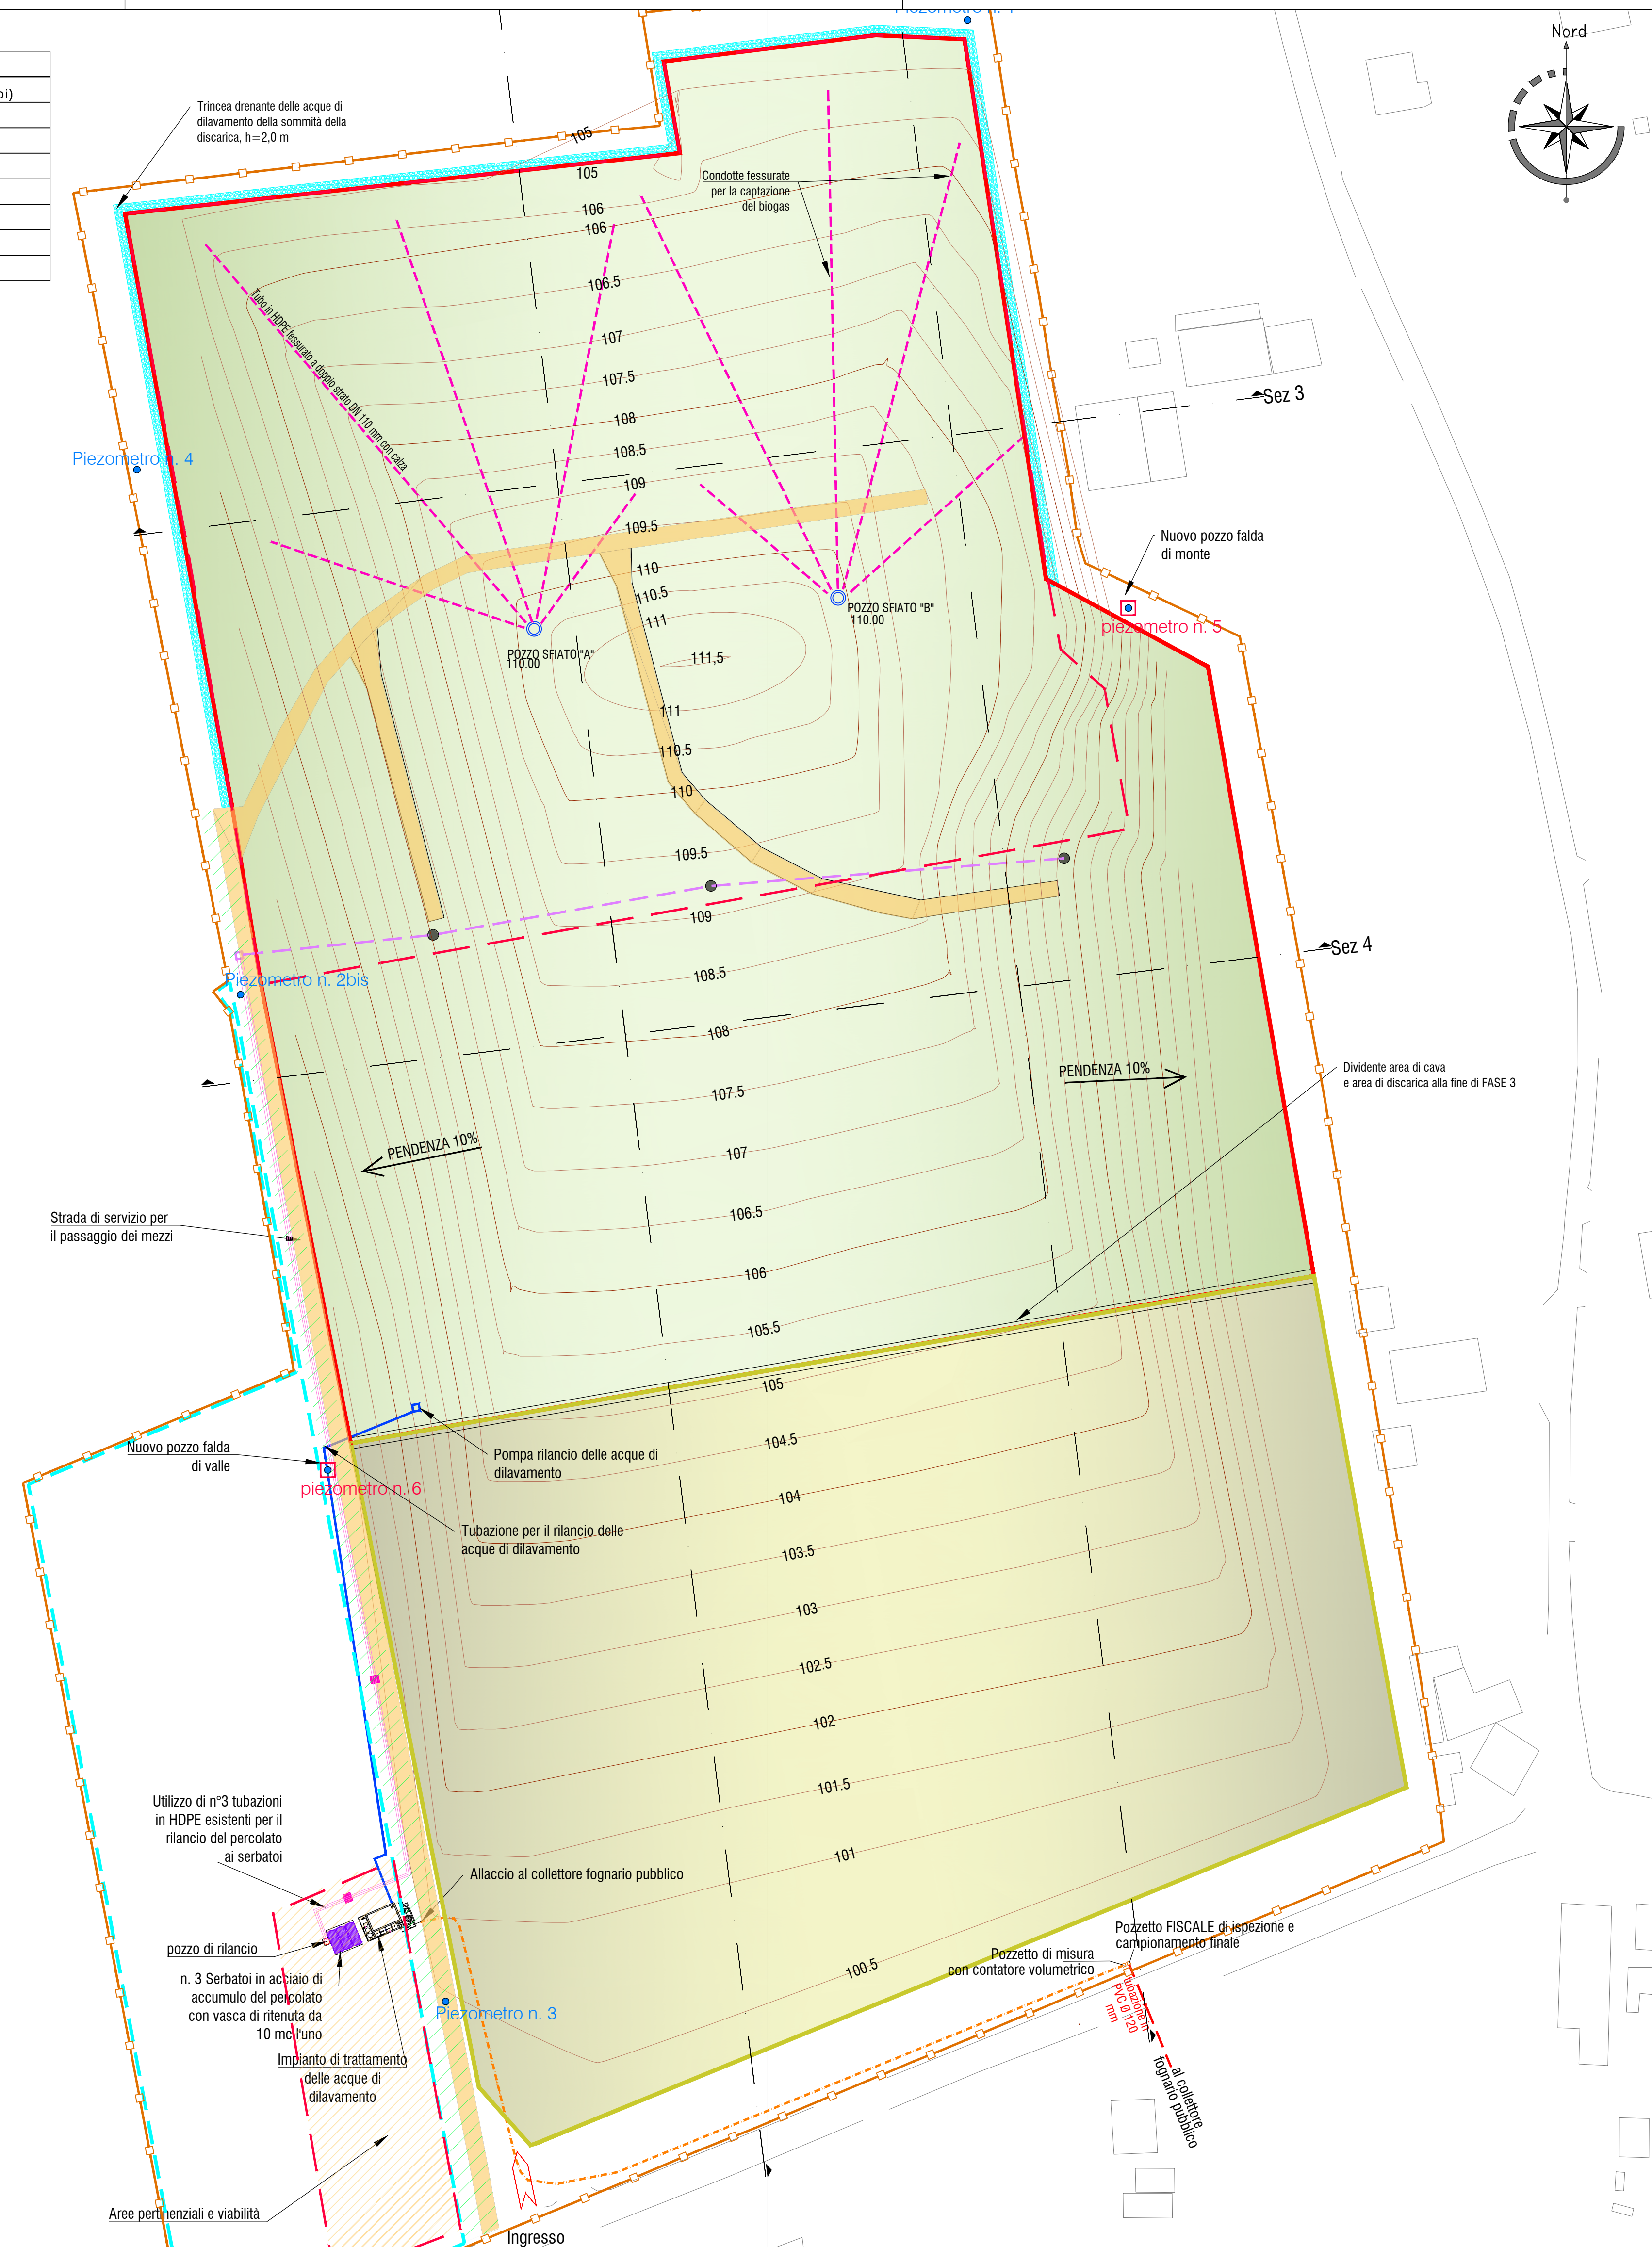 Nord
Trincea drenante delle acque di
dilavamento della sommità della
discarica, h=2,0 m
105
105
106
106
106.5
107
107.5
108
108.5
109
109.5
110
110.5
111
111,5
111
110.5
110
109.5
109
108.5
108
107.5
107
106.5
106
105.5
105
104.5
104
103.5
103
102.5
102
101.5
101
100.5
Condotte fessurate
per la captazione
del biogas
Tubo in HDPE fessurato a doppio strato DN 110 mm con calza
Sez 3
Piezometro n. 4
Nuovo pozzo falda
di monte
piezometro n. 5
POZZO SFIATO "A"
110.00
POZZO SFIATO "B"
110.00
Sez 4
Piezometro n. 2bis
PENDENZA 10%
PENDENZA 10%
Dividente area di cava
e area di discarica alla fine di FASE 3
Strada di servizio per
il passaggio dei mezzi
Nuovo pozzo falda
di valle
piezometro n. 6
Pompa rilancio delle acque di
dilavamento
Tubazione per il rilancio delle
acque di dilavamento
Utilizzo di n°3 tubazioni
in HDPE esistenti per il
rilancio del percolato
ai serbatoi
Allaccio al collettore fognario pubblico
pozzo di rilancio
n. 3 Serbatoi in acciaio di
accumulo del percolato
con vasca di ritenuta da
10 mc l'uno
Impianto di trattamento
delle acque di
dilavamento
Piezometro n. 3
Pozzetto FISCALE di ispezione e
campionamento finale
Pozzetto di misura
con contatore volumetrico
tubazione in
PVC Ø 120
mm
al collettore
fognario pubblico
Aree pertinenziali e viabilità
Ingresso